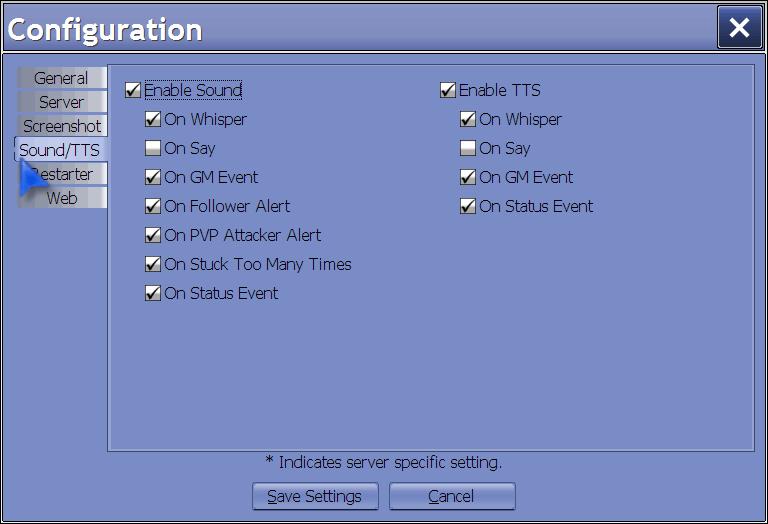 Configuration
General
Server
Screenshot
Sound/TTS
Restarter
Web
Enable Sound
On Whisper
On Say
On GM Event
On Follower Alert
On PVP Attacker Alert
On Stuck Too Many Times
On Status Event
Enable TTS
On Whisper
On Say
On GM Event
On Status Event
* Indicates server specific setting.
Save Settings
Cancel